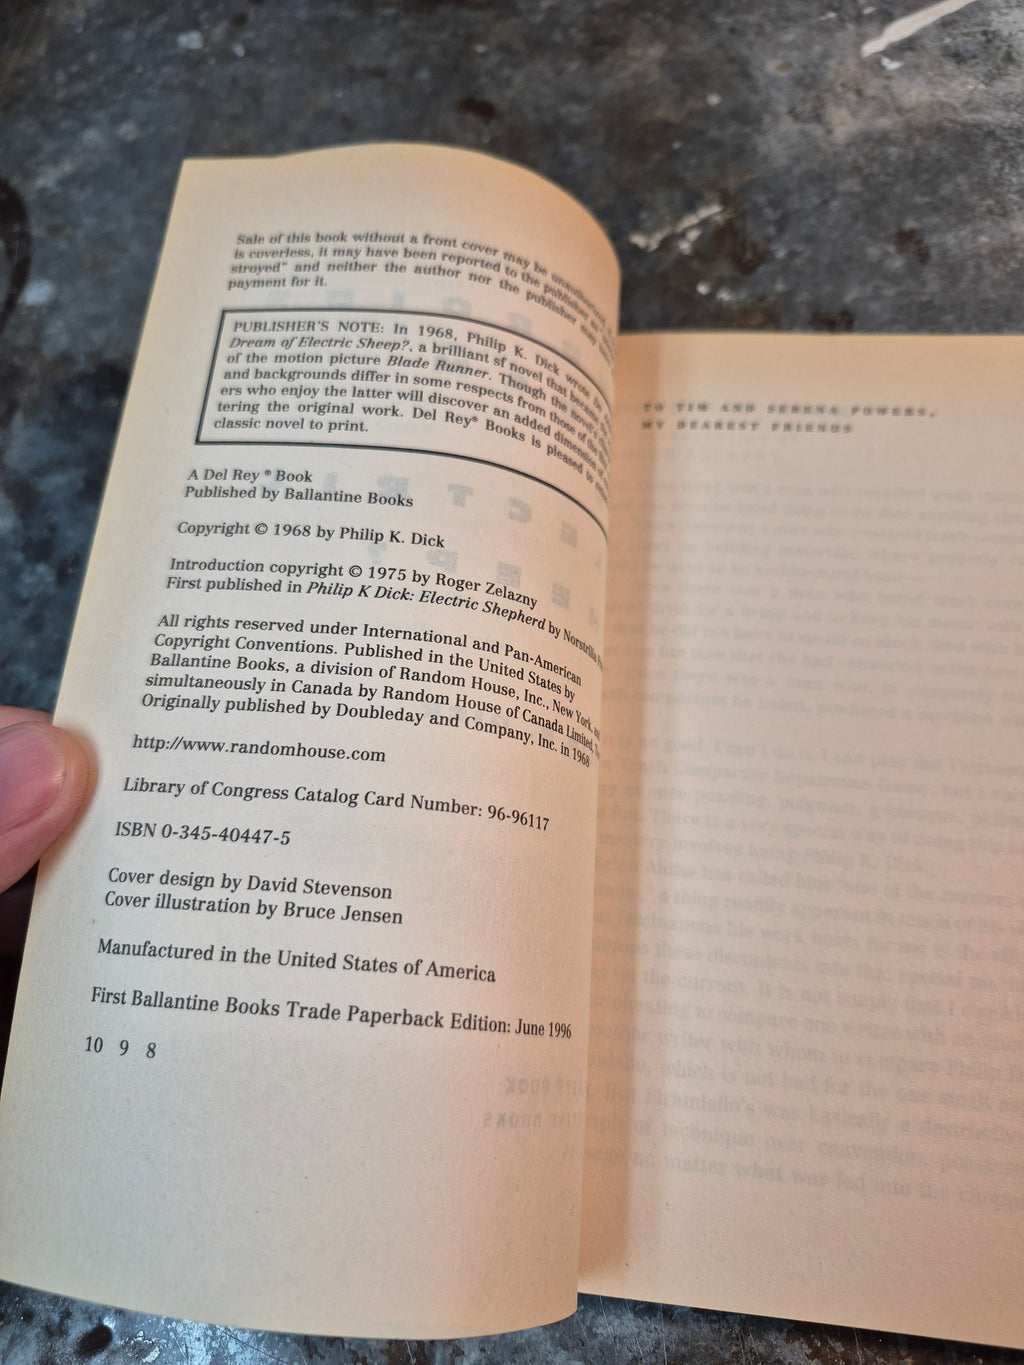 Sale of this book without a front cover may be unauthorized.
is coverless, it may have been reported to the publisher as
stroyed" and neither the author nor the publisher may have
payment for it.
PUBLISHER'S NOTE: In 1968, Philip K. Dick wrote Do
Dream of Electric Sheep?, a brilliant sf novel that became the
of the motion picture Blade Runner. Though the novel's
and backgrounds differ in some respects from those of the
ers who enjoy the latter will discover an added dimension
tering the original work. Del Rey® Books is pleased to
classic novel to print.
A Del Rey® Book
Published by Ballantine Books
Copyright © 1968 by Philip K. Dick
Introduction copyright © 1975 by Roger Zelazny
First published in Philip K Dick: Electric Shepherd by Norstrilia
All rights reserved under International and Pan-American
Copyright Conventions. Published in the United States by
Ballantine Books, a division of Random House, Inc., New York,
simultaneously in Canada by Random House of Canada Limited,
Originally published by Doubleday and Company, Inc. in 1968
http://www.randomhouse.com
Library of Congress Catalog Card Number: 96-96117
ISBN 0-345-40447-5
Cover design by David Stevenson
Cover illustration by Bruce Jensen
Manufactured in the United States of America
First Ballantine Books Trade Paperback Edition: June 1996
10 9 8
TO TIM AND SERENA POWERS,
MY DEAREST FRIENDS